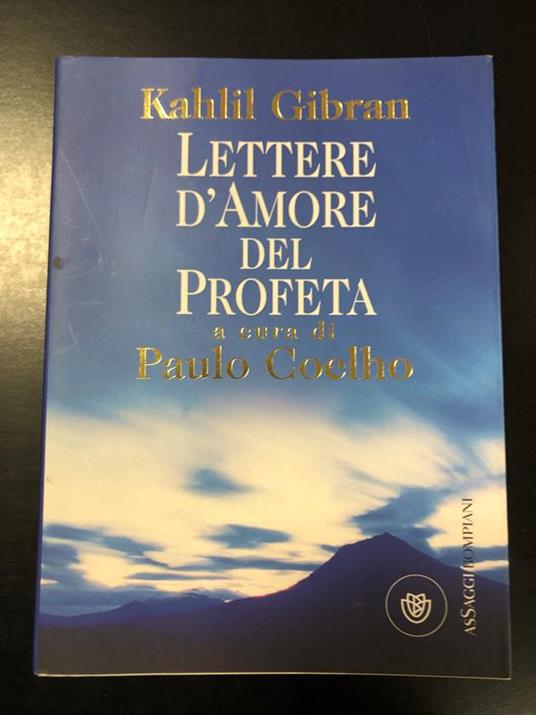 Kahlil Gibran
LETTERE
D'AMORE
DEL
PROFETA
a cura di
Paulo Coelho
ASSAGGI BOMPIANI